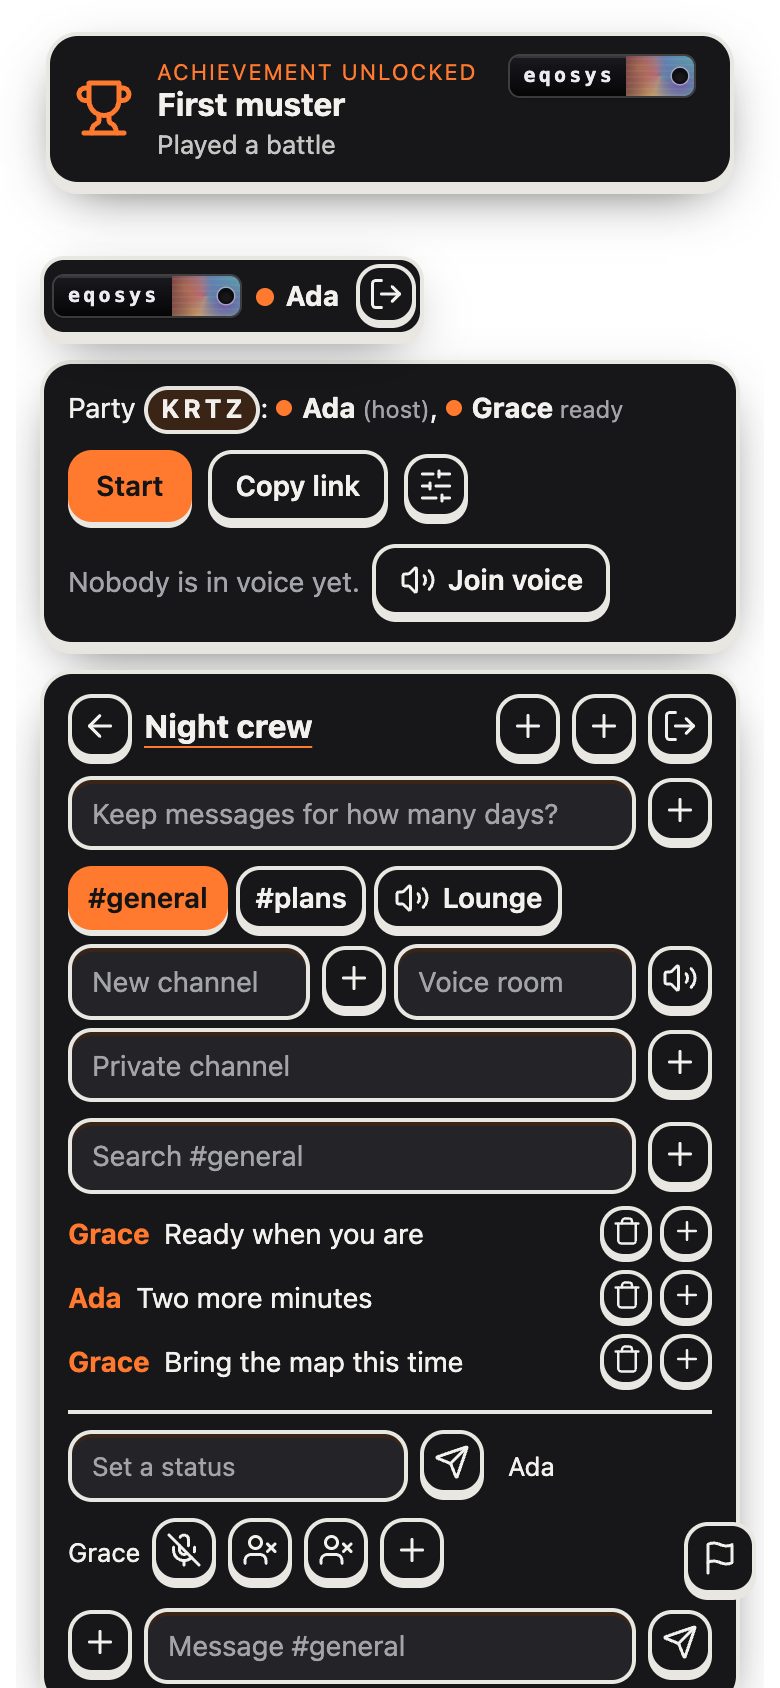 ACHIEVEMENT UNLOCKED
First muster
Played a battle
eqosys
eqosys Ada
Party KRTZ: Ada (host), Grace ready
Start Copy link
Nobody is in voice yet. Join voice
Night crew
Keep messages for how many days?
#general #plans Lounge
New channel Voice room
Private channel
Search #general
Grace Ready when you are
Ada Two more minutes
Grace Bring the map this time
Set a status Ada
Grace
Message #general